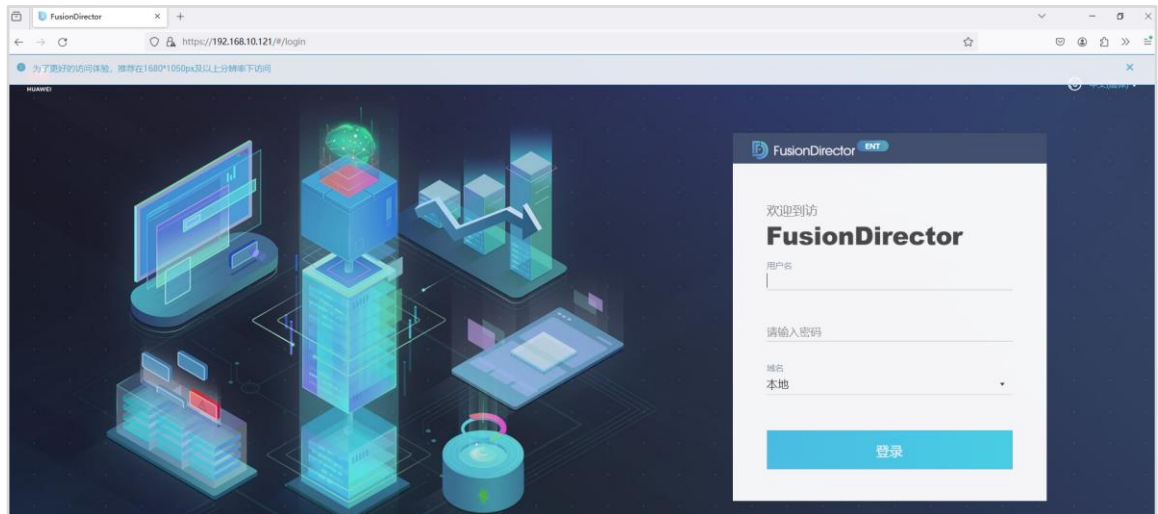 FusionDirector
https://192.168.10.121/#/login
为了更好的访问体验，推荐在1680*1050px及以上分辨率下访问
HUAWEI
FusionDirector ENT
欢迎到访
FusionDirector
用户名
请输入密码
域名
本地
登录